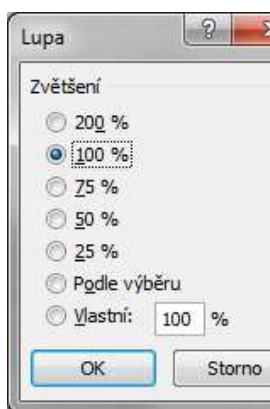 Lupa
Zvětšení
200 %
100 %
75 %
50 %
25 %
Podle výběru
Vlastní: 100 %
OK Storno